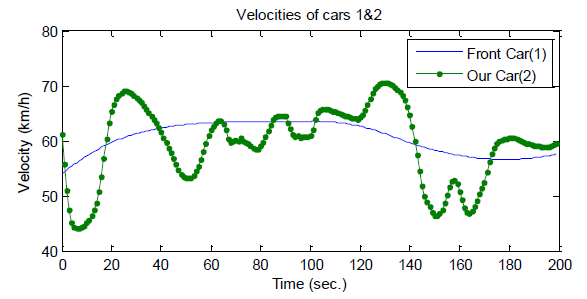 Velocities of cars 1&2
80
70
60
50
40
Velocity (km/h)
Front Car(1)
Our Car(2)
0 20 40 60 80 100 120 140 160 180 200
Time (sec.)